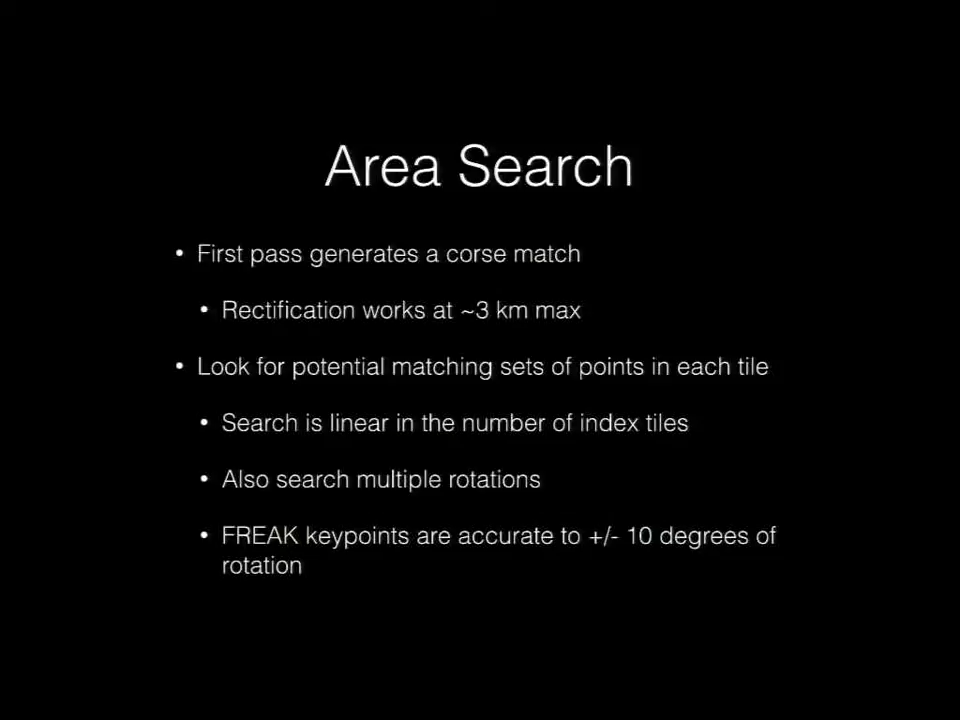 Area Search
• First pass generates a corse match
• Rectification works at ~3 km max
• Look for potential matching sets of points in each tile
• Search is linear in the number of index tiles
• Also search multiple rotations
• FREAK keypoints are accurate to +/- 10 degrees of
rotation